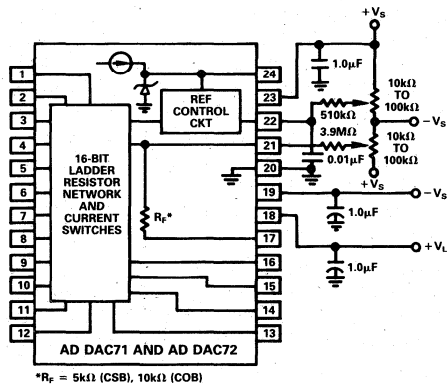 +VS
1.0µF
10kΩ
TO
100kΩ
1
2
3
4
5
6
7
8
9
10
11
12
24
23
22
21
20
19
18
17
16
15
14
13
REF
CONTROL
CKT
510kΩ
3.9MΩ
0.01µF
–VS
10kΩ
TO
100kΩ
+VS
16-BIT
LADDER
RESISTOR
NETWORK
AND
CURRENT
SWITCHES
RF*
–VS
1.0µF
+VL
1.0µF
AD DAC71 AND AD DAC72
*RF = 5kΩ (CSB), 10kΩ (COB)